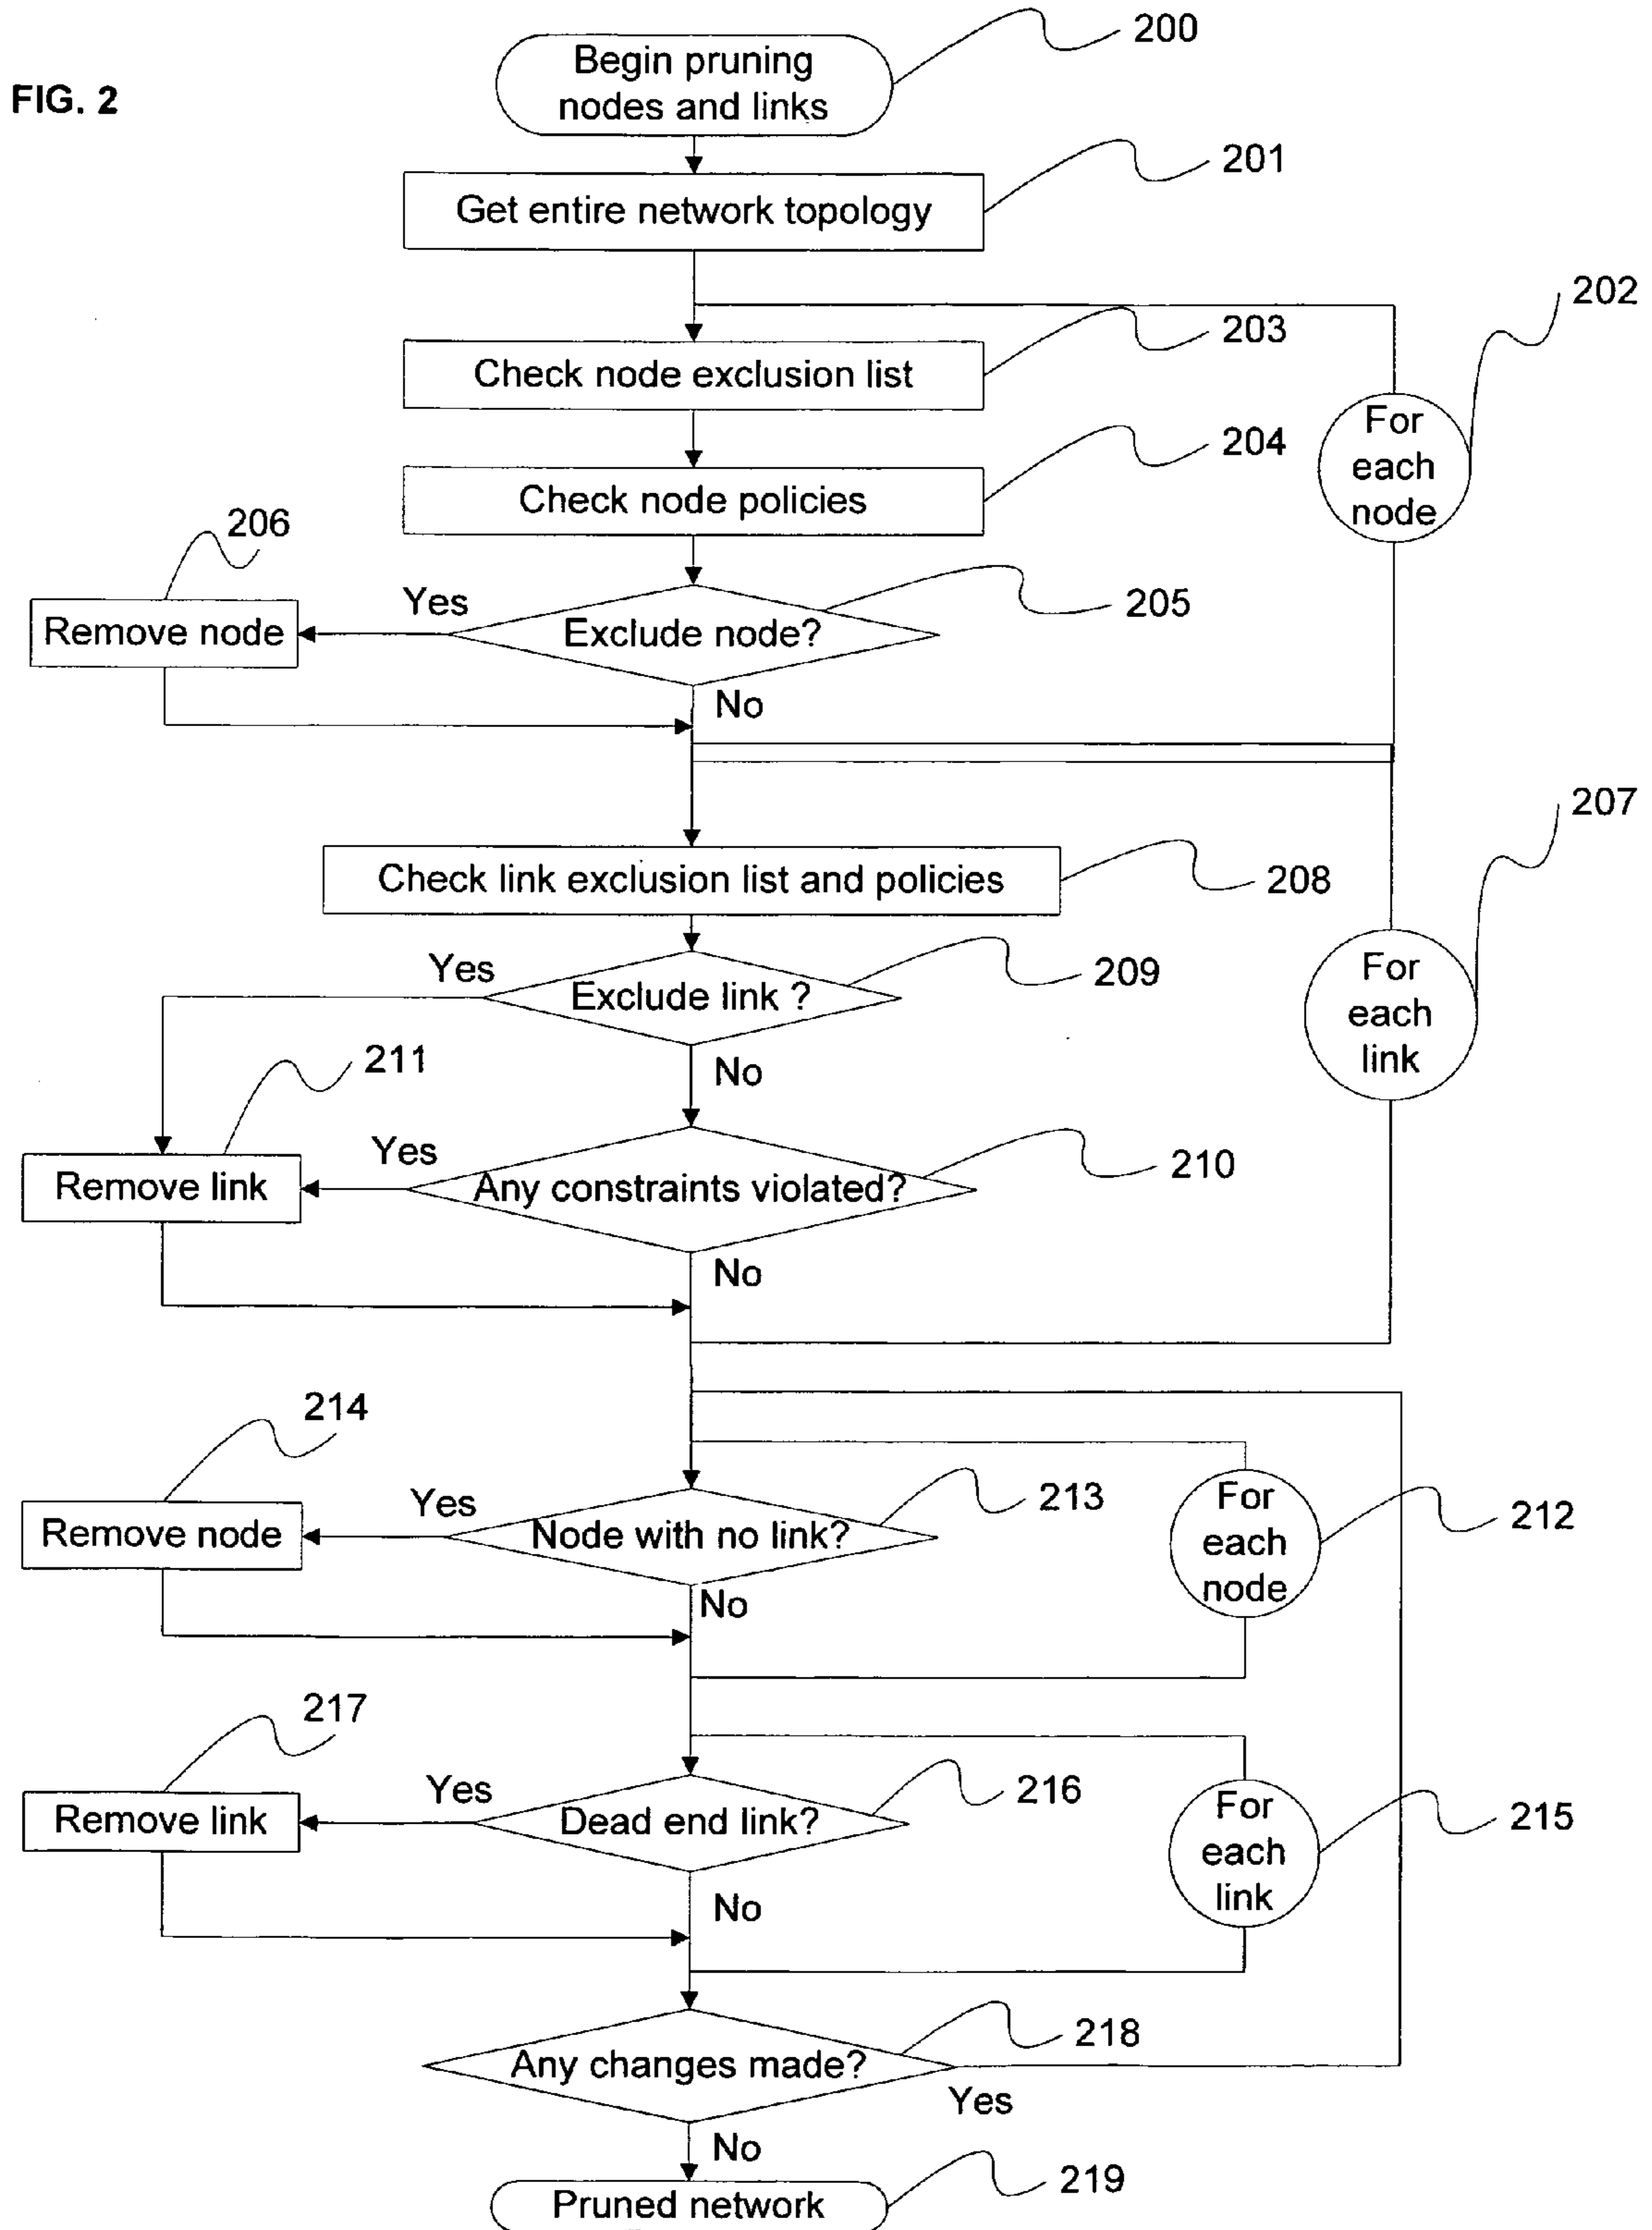 FIG. 2
Begin pruning
nodes and links
200
Get entire network topology
201
202
Check node exclusion list
203
For
each
node
Check node policies
204
206
Yes
Exclude node?
205
Remove node
No
207
Check link exclusion list and policies
208
Yes
Exclude link ?
209
For
each
link
No
211
Yes
Any constraints violated?
210
Remove link
No
214
Yes
Node with no link?
213
For
each
node
212
Remove node
No
217
Yes
Dead end link?
216
For
each
link
215
Remove link
No
Any changes made?
218
Yes
No
Pruned network
219